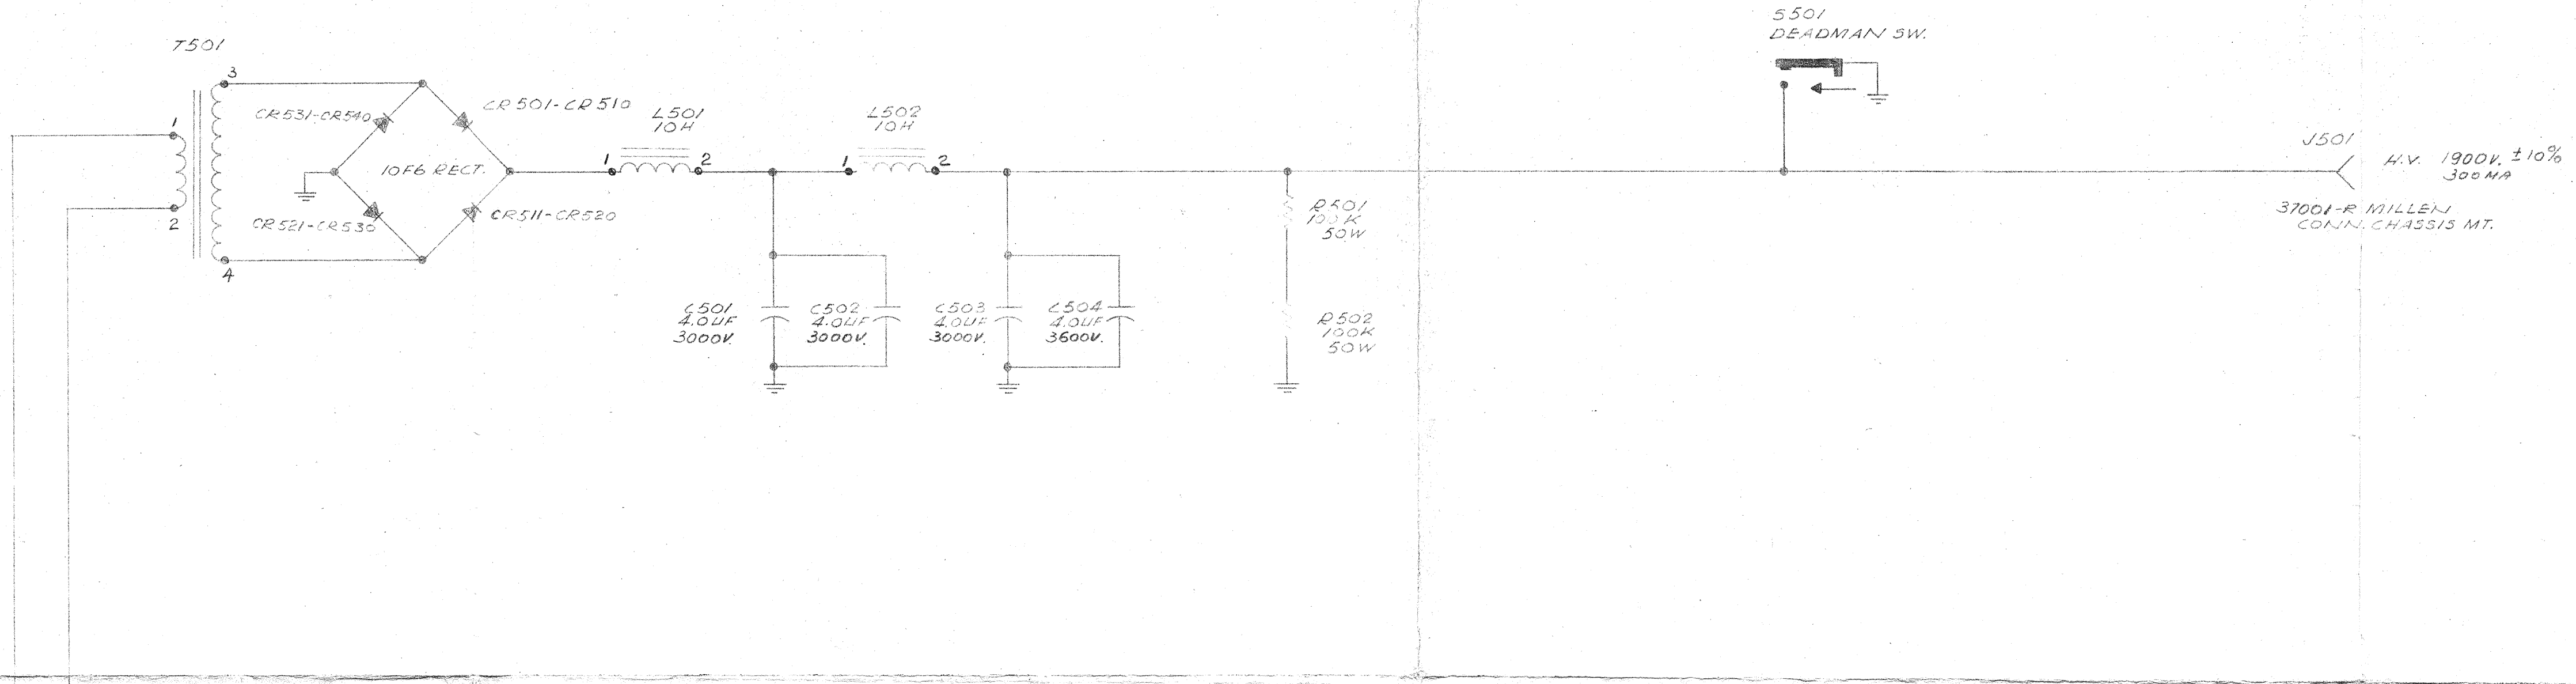 S501
DEADMAN SW.
T501
3
CR531-CR540
CR501-CR510
L501
10H
L502
10H
1
10F6 RECT.
1
2
1
2
J501
H.V. 1900V. ±10%
300MA
2
CR521-CR530
CR511-CR520
R501
100K
50W
37001-R MILLEN
CONN. CHASSIS MT.
4
C501
4.0UF
3000V.
C502
4.0UF
3000V.
C503
4.0UF
3000V.
C504
4.0UF
3600V.
R502
100K
50W